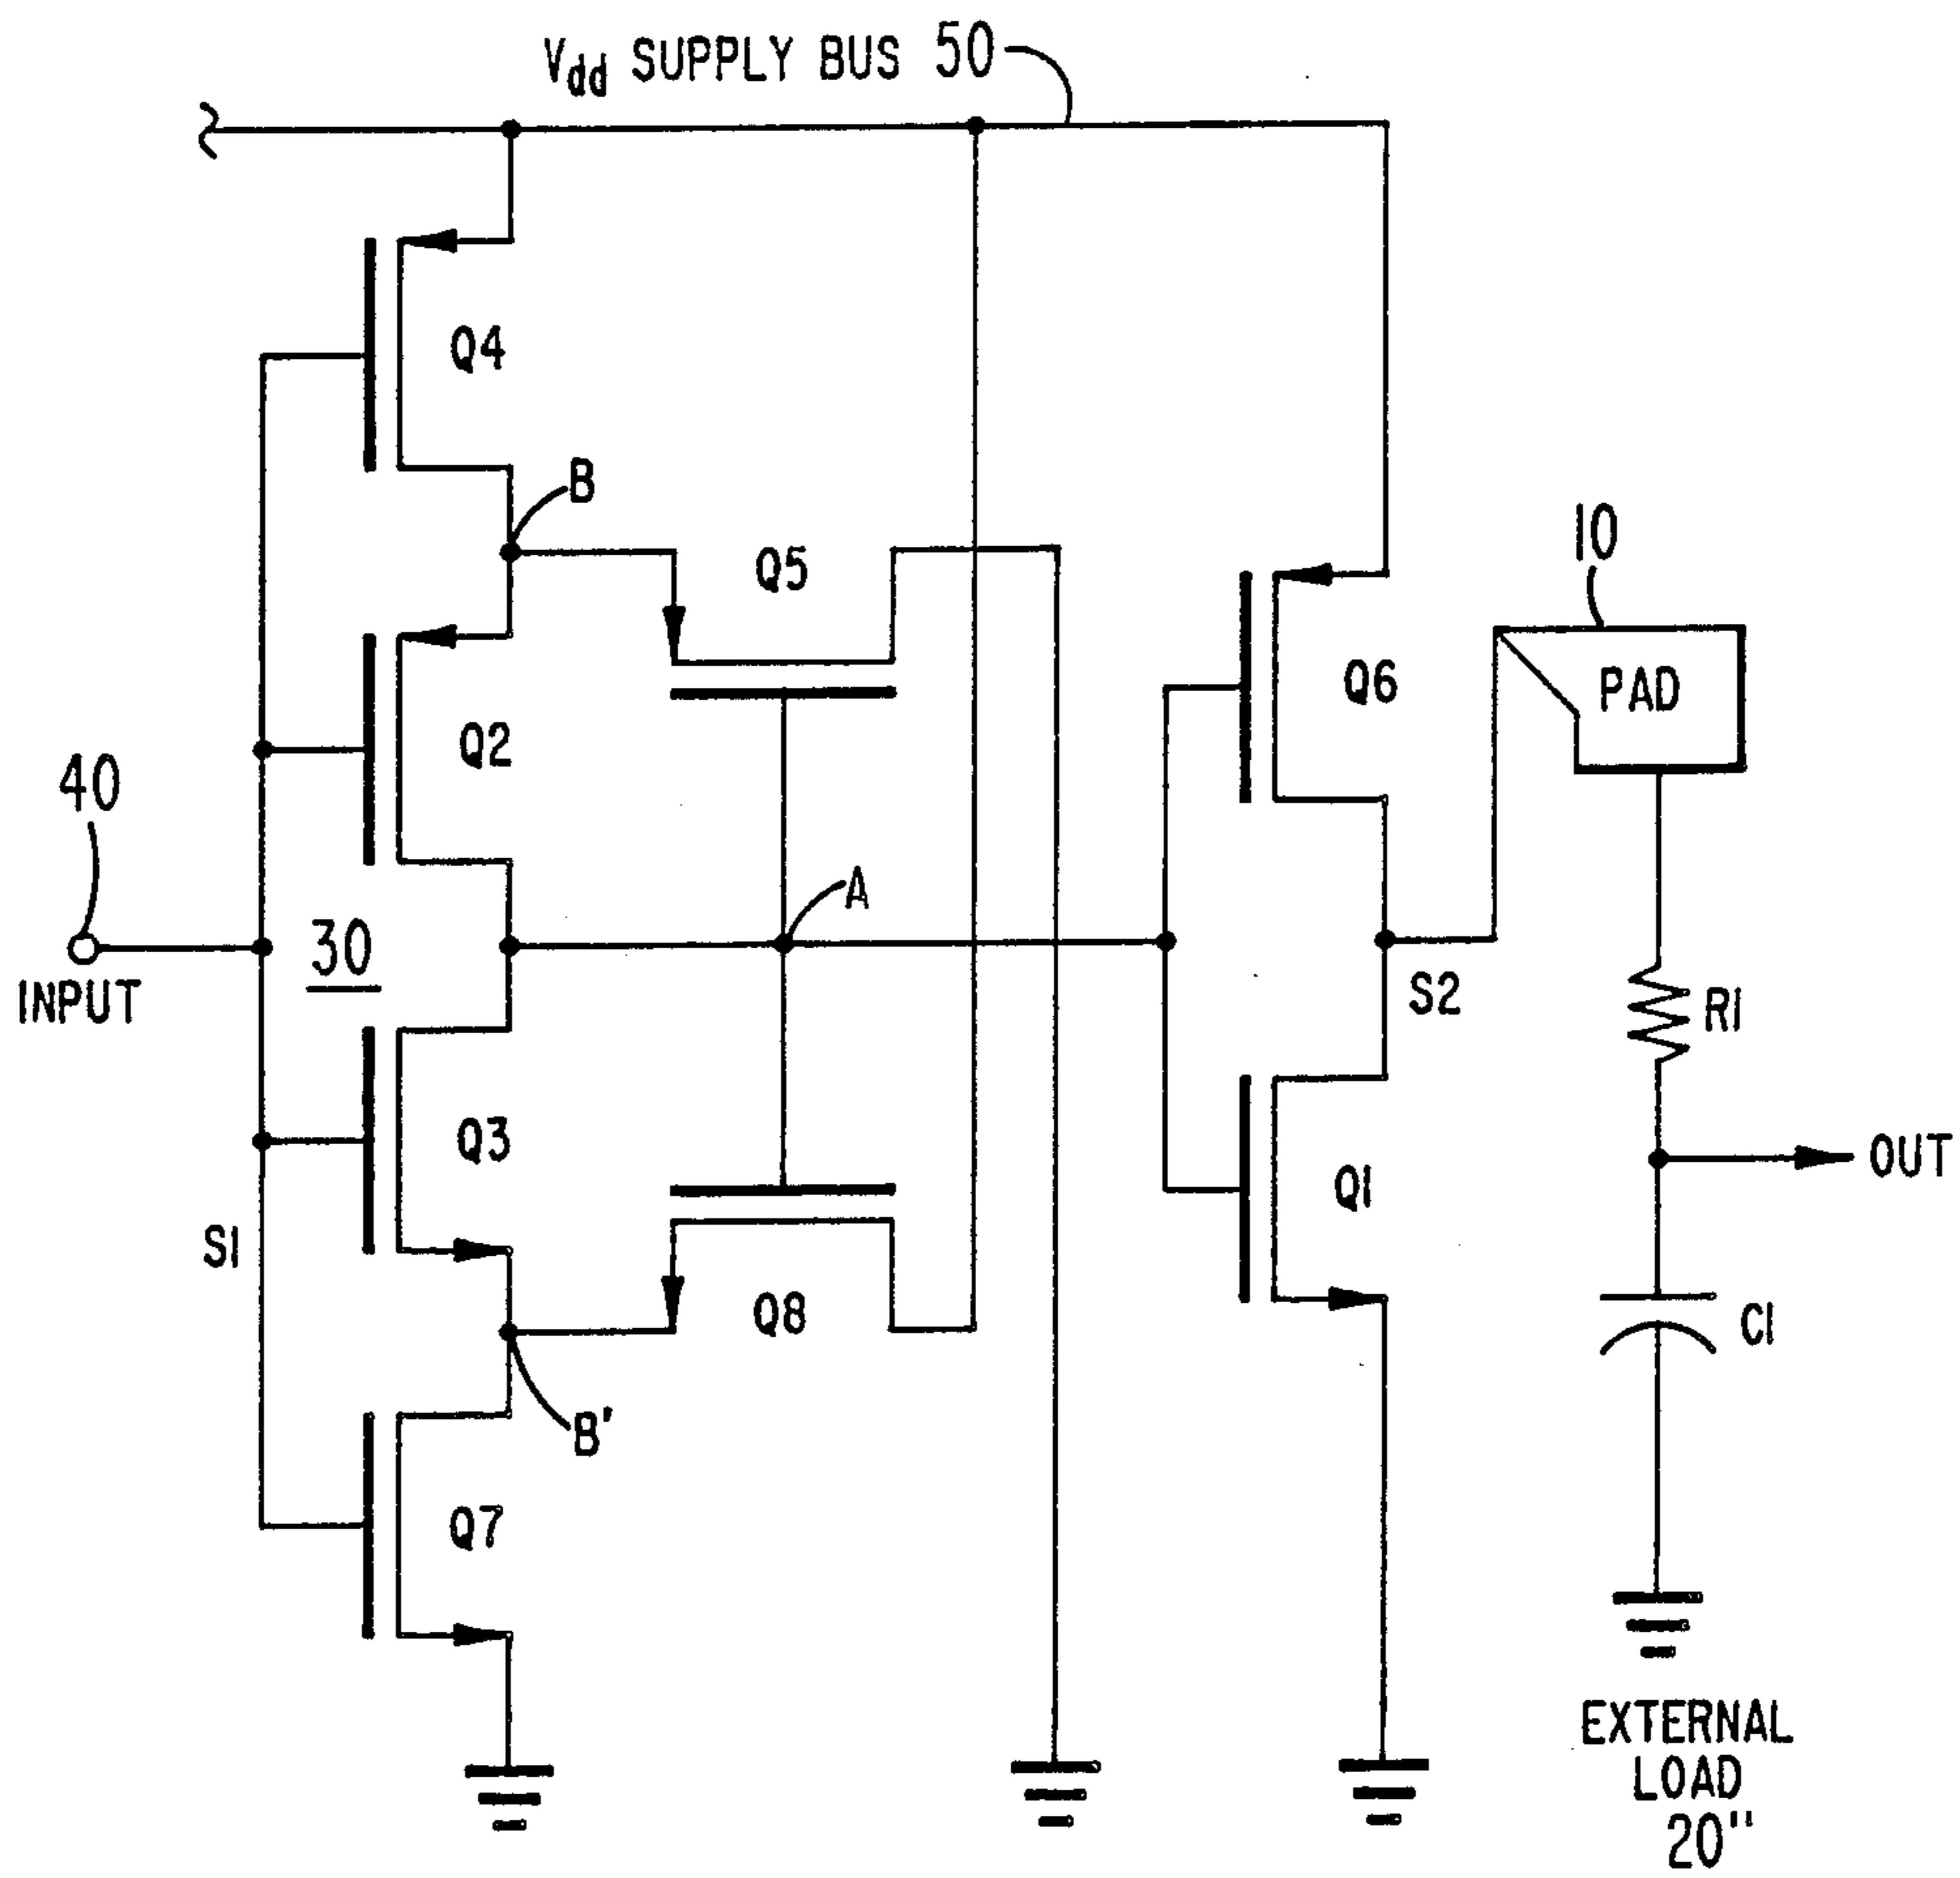 Vdd SUPPLY BUS 50
Q4
B
Q5
10
PAD
Q6
Q2
40
A
30
INPUT
S2
R1
Q3
Q1
OUT
S1
Q8
C1
B'
Q7
EXTERNAL
LOAD
20"